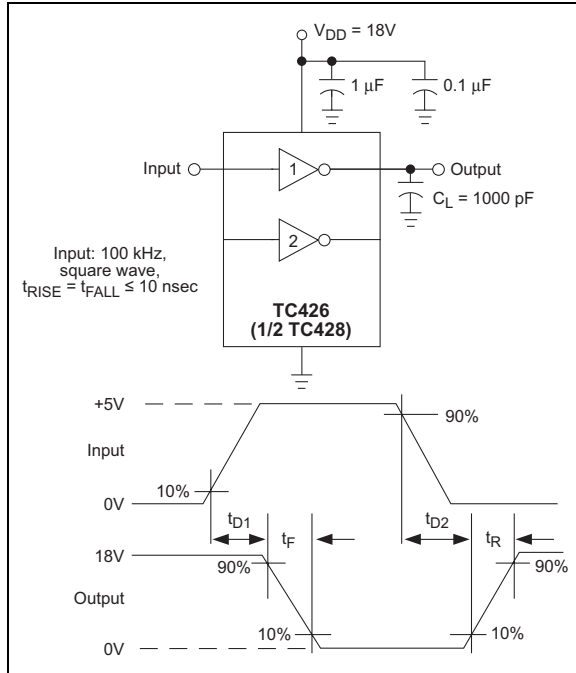 V_DD = 18V
1 μF
0.1 μF
Input
1
Output
C_L = 1000 pF
2
Input: 100 kHz,
square wave,
t_RISE = t_FALL ≤ 10 nsec
TC426
(1/2 TC428)
+5V
90%
Input
10%
0V
t_D1
t_F
t_D2
t_R
18V
90%
90%
Output
10%
10%
0V